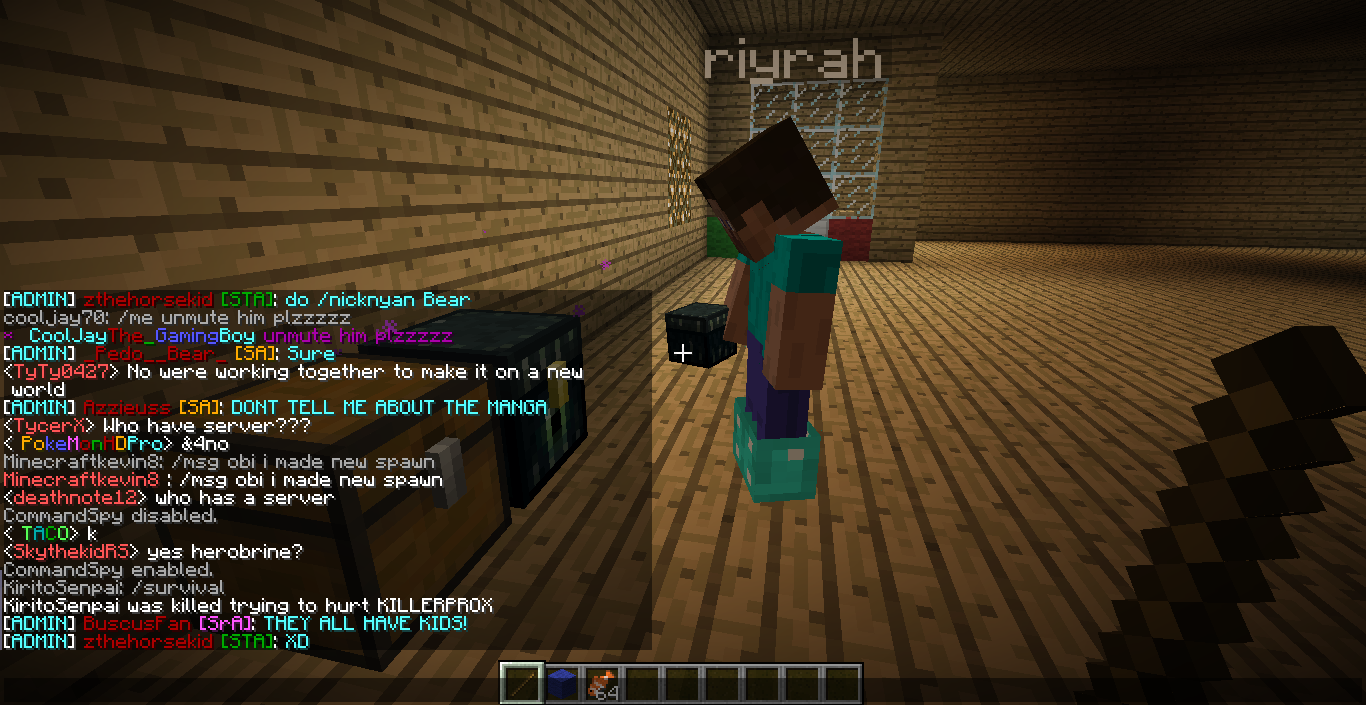 riyrah
[ADMIN] zthehorsekid [STA]: do /nicknyan Bear
cooljay70: /me unmute him plzzzzz
* CoolJayThe_GamingBoy unmute him plzzzzz
[ADMIN] _Pedo__Bear_ [SA]: Sure
<TyTy0427> No were working together to make it on a new
world
[ADMIN] Azzieuss [SA]: DONT TELL ME ABOUT THE MANGA
<TycerX> Who have server???
< PokeMonHDPro> &4no
Minecraftkevin8: /msg obi i made new spawn
Minecraftkevin8 : /msg obi i made new spawn
<deathnote12> who has a server
CommandSpy disabled.
< TACO> k
<SkythekidRS> yes herobrine?
CommandSpy enabled.
KiritoSenpai: /survival
KiritoSenpai was killed trying to hurt KILLERPROX
[ADMIN] BuscusFan [SrA]: THEY ALL HAVE KIDS!
[ADMIN] zthehorsekid [STA]: XD
64